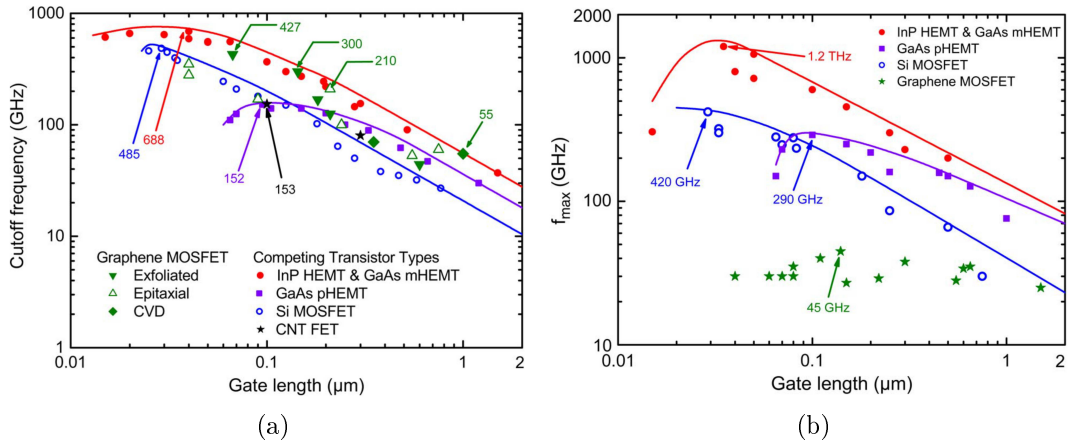 1000
100
10
1
Cutoff frequency (GHz)
427
300
210
55
688
485
152
153
Graphene MOSFET
Exfoliated
Epitaxial
CVD
Competing Transistor Types
InP HEMT & GaAs mHEMT
GaAs pHEMT
Si MOSFET
CNT FET
0.01
0.1
1
2
Gate length (µm)
(a)
1000
100
10
f max (GHz)
InP HEMT & GaAs mHEMT
GaAs pHEMT
Si MOSFET
Graphene MOSFET
1.2 THz
420 GHz
290 GHz
45 GHz
0.01
0.1
1
2
Gate length (µm)
(b)